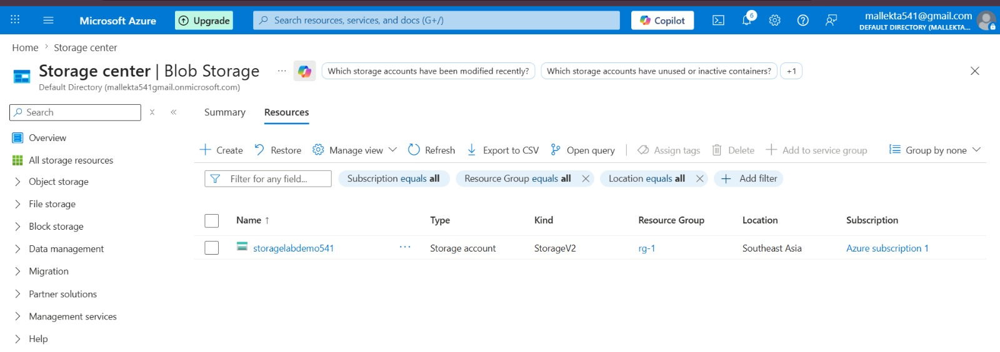 Microsoft Azure
Upgrade
Search resources, services, and docs (G+/)
Copilot
6
mallekta541@gmail.com
DEFAULT DIRECTORY (MALLEKTA...
Home > Storage center
Storage center | Blob Storage
...
Which storage accounts have been modified recently?
Which storage accounts have unused or inactive containers?
+1
Default Directory (mallekta541gmail.onmicrosoft.com)
Search
Summary
Resources
Overview
All storage resources
Object storage
File storage
Block storage
Data management
Migration
Partner solutions
Management services
Help
Create
Restore
Manage view
Refresh
Export to CSV
Open query
Assign tags
Delete
Add to service group
Group by none
Filter for any field...
Subscription equals all
Resource Group equals all
Location equals all
Add filter
Name ↑ Type Kind Resource Group Location Subscription
storagelabdemo541 ... Storage account StorageV2 rg-1 Southeast Asia Azure subscription 1